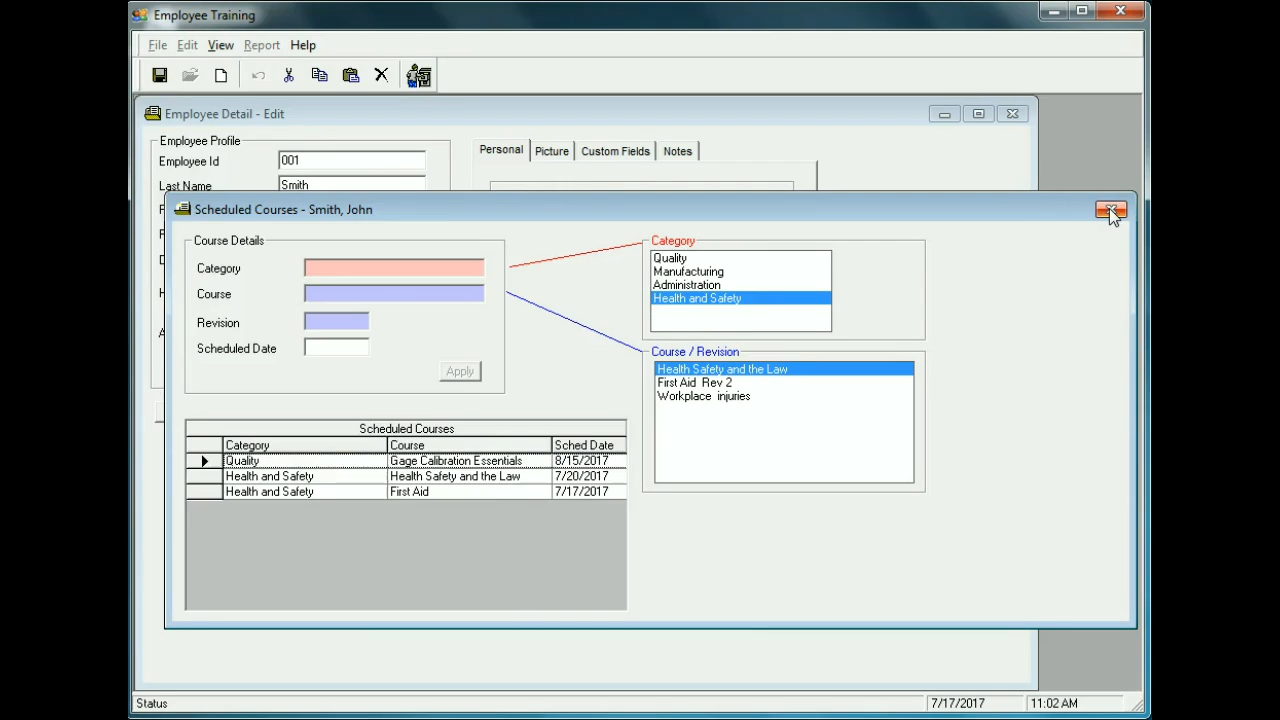 Employee Training
File Edit View Report Help
Employee Detail - Edit
Employee Profile
Employee Id 001
Last Name Smith
Personal Picture Custom Fields Notes
Scheduled Courses - Smith, John
Course Details
Category
Course
Revision
Scheduled Date
Apply
Category
Quality
Manufacturing
Administration
Health and Safety
Course / Revision
Health Safety and the Law
First Aid Rev 2
Workplace injuries
Scheduled Courses
Category Course Sched Date
Quality Gage Calibration Essentials 8/15/2017
Health and Safety Health Safety and the Law 7/20/2017
Health and Safety First Aid 7/17/2017
Status 7/17/2017 11:02 AM